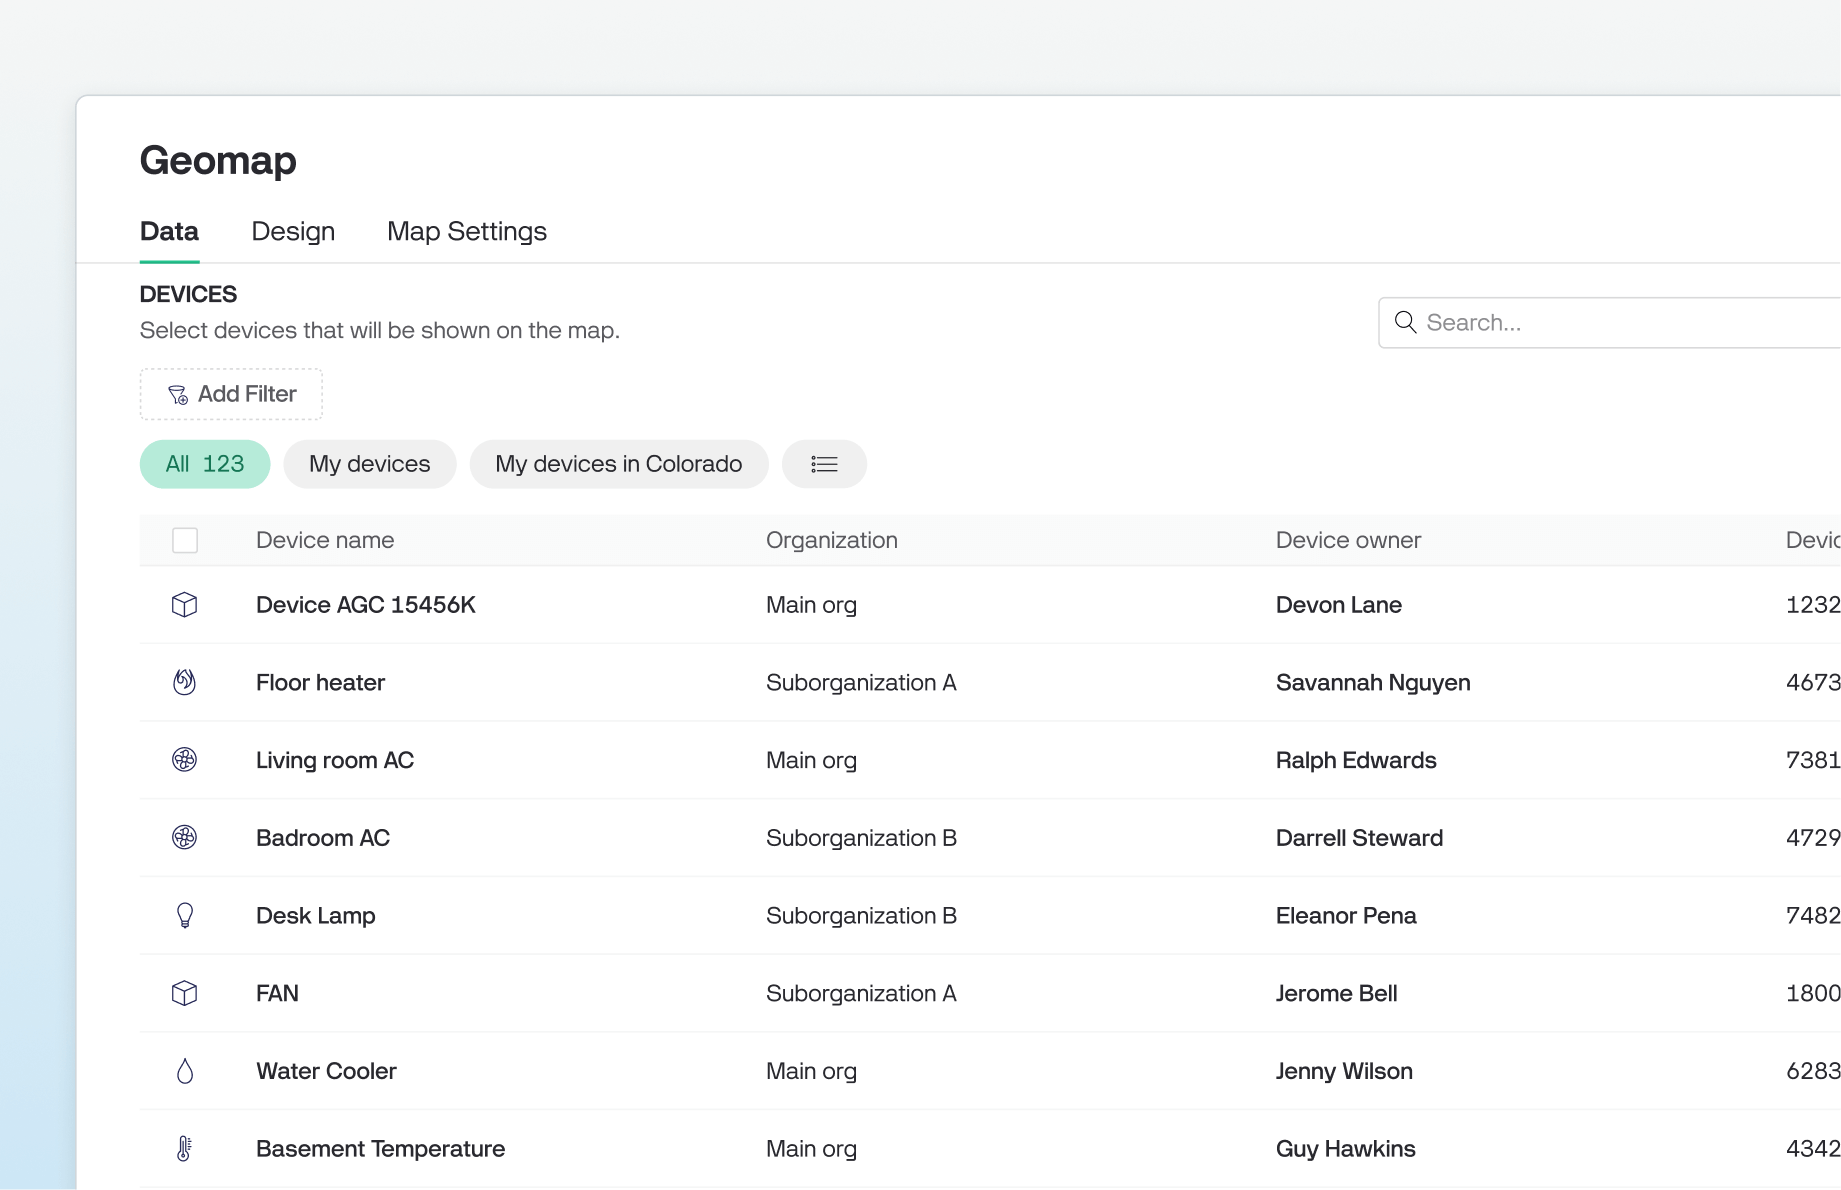 Geomap
Data Design Map Settings
DEVICES
Select devices that will be shown on the map.
Search...
Add Filter
All 123 My devices My devices in Colorado
Device name Organization Device owner
Device AGC 15456K Main org Devon Lane 1232
Floor heater Suborganization A Savannah Nguyen 4673
Living room AC Main org Ralph Edwards 7381
Badroom AC Suborganization B Darrell Steward 4729
Desk Lamp Suborganization B Eleanor Pena 7482
FAN Suborganization A Jerome Bell 1800
Water Cooler Main org Jenny Wilson 6283
Basement Temperature Main org Guy Hawkins 4342